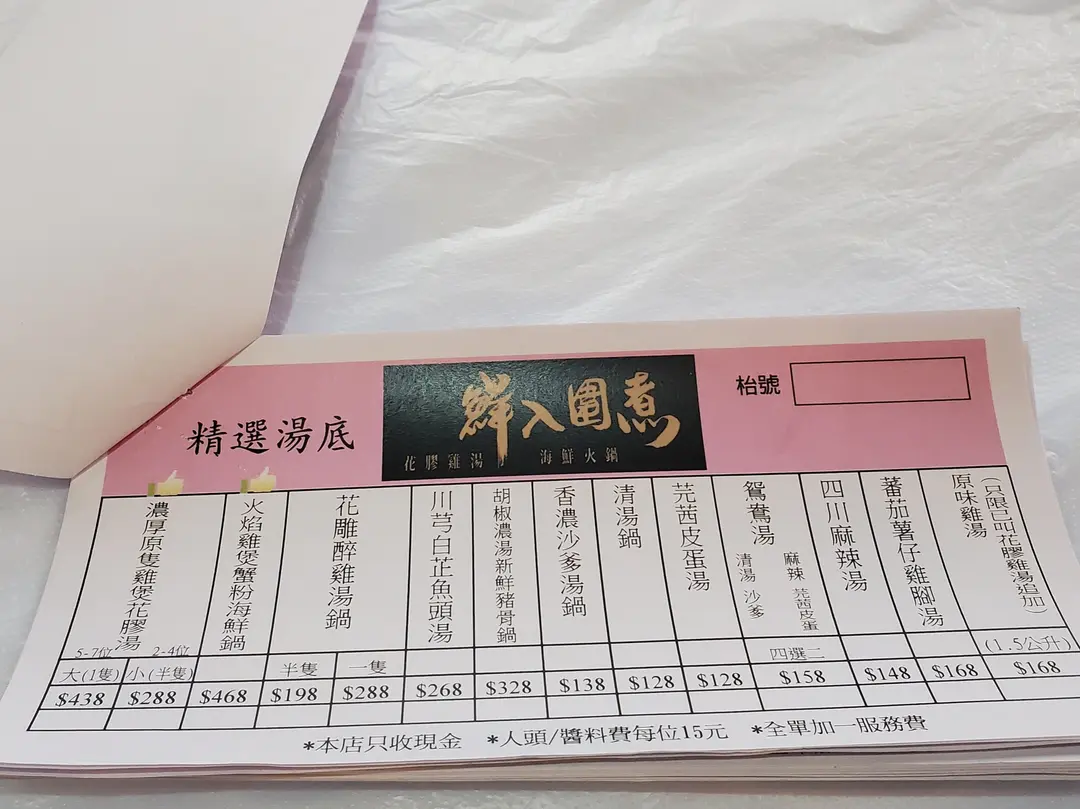 精選湯底
鮮入圍煮
花膠雞湯 海鮮火鍋
枱號
濃厚原隻雞煲花膠湯
5-7位 2-4位
大(1隻) 小(半隻)
$438 $288
火焰雞煲蟹粉海鮮鍋
$468
花雕醉雞湯鍋
半隻 一隻
$198 $288
川芎白芷魚頭湯
$268
胡椒濃湯新鮮豬骨鍋
$328
香濃沙爹湯鍋
$138
清湯鍋
$128
芫茜皮蛋湯
$128
鴛鴦湯
麻辣 芫茜皮蛋
清湯 沙爹
四選二
$158
四川麻辣湯
$148
蕃茄薯仔雞腳湯
$168
原味雞湯
(只限已叫花膠雞湯追加)
(1.5公升)
$168
*本店只收現金 *人頭/醬料費每位15元 *全單加一服務費